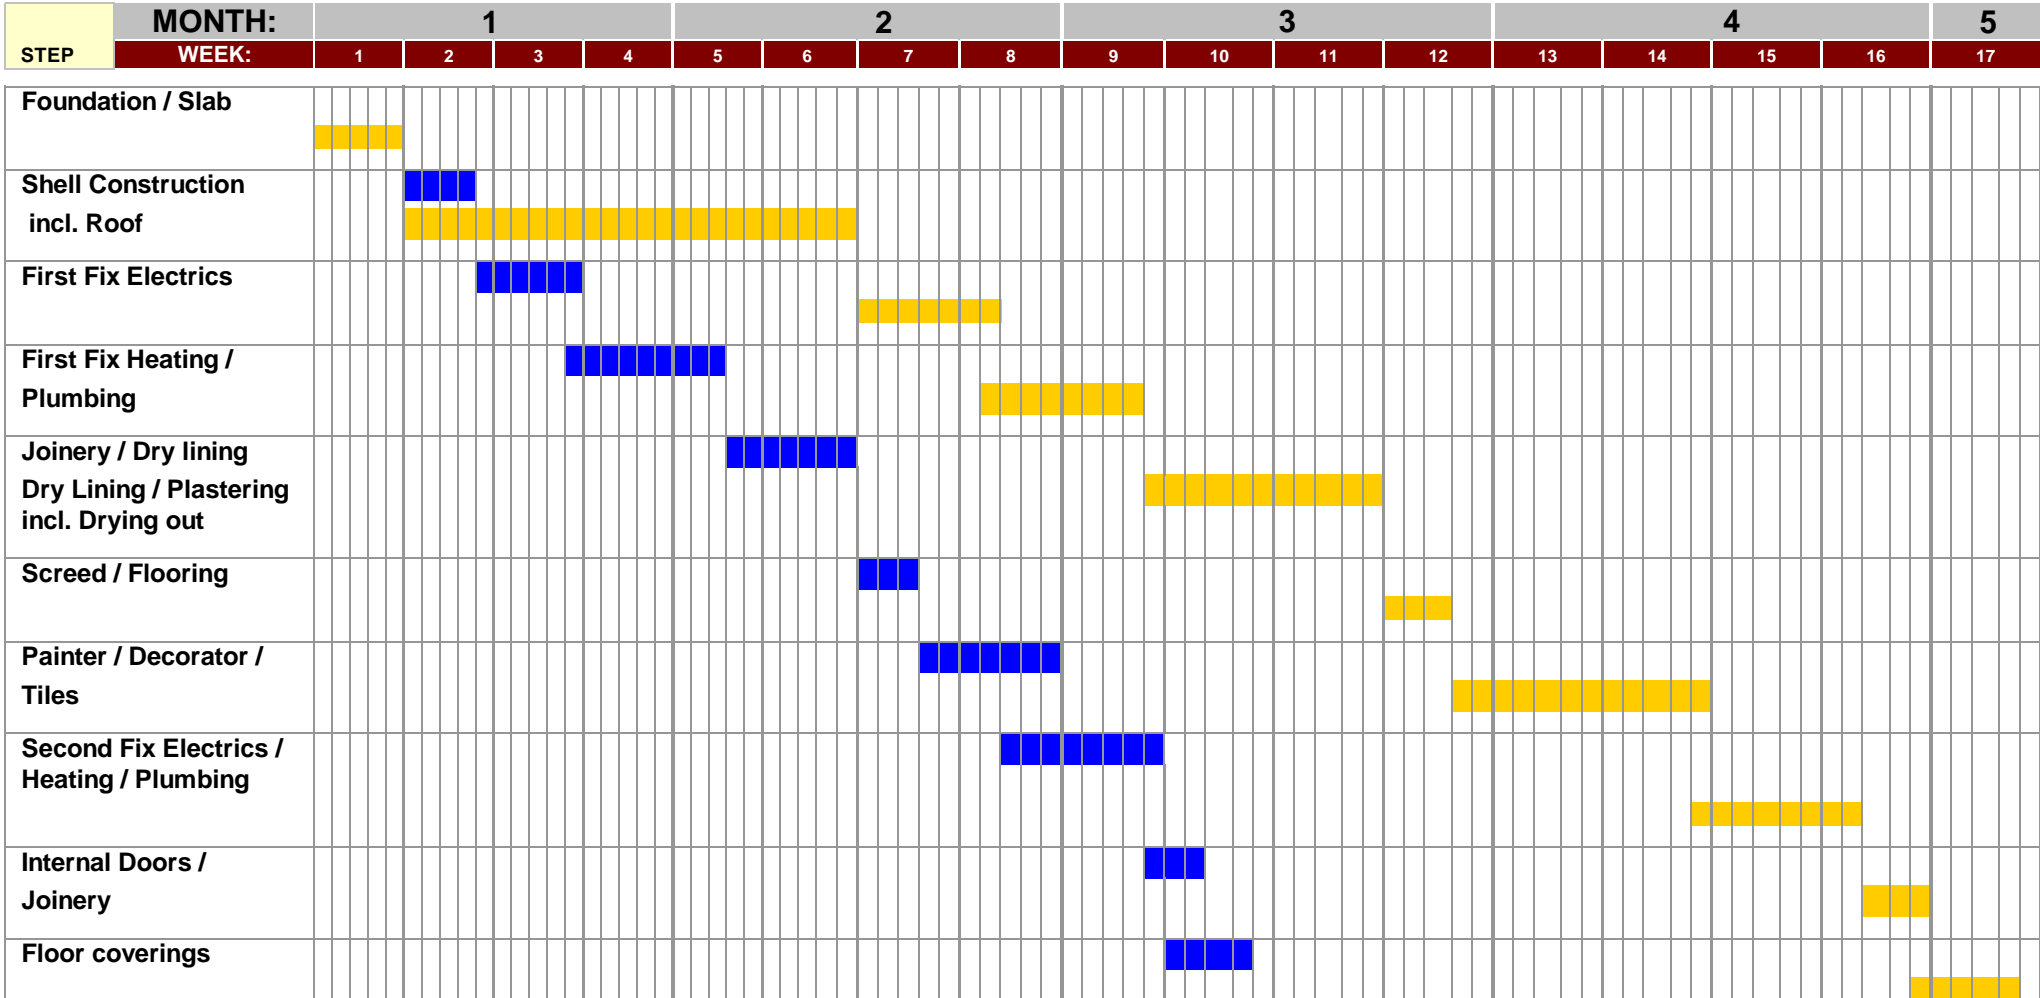 MONTH: 1 2 3 4 5
STEP WEEK: 1 2 3 4 5 6 7 8 9 10 11 12 13 14 15 16 17
Foundation / Slab
Shell Construction
incl. Roof
First Fix Electrics
First Fix Heating /
Plumbing
Joinery / Dry lining
Dry Lining / Plastering
incl. Drying out
Screed / Flooring
Painter / Decorator /
Tiles
Second Fix Electrics /
Heating / Plumbing
Internal Doors /
Joinery
Floor coverings